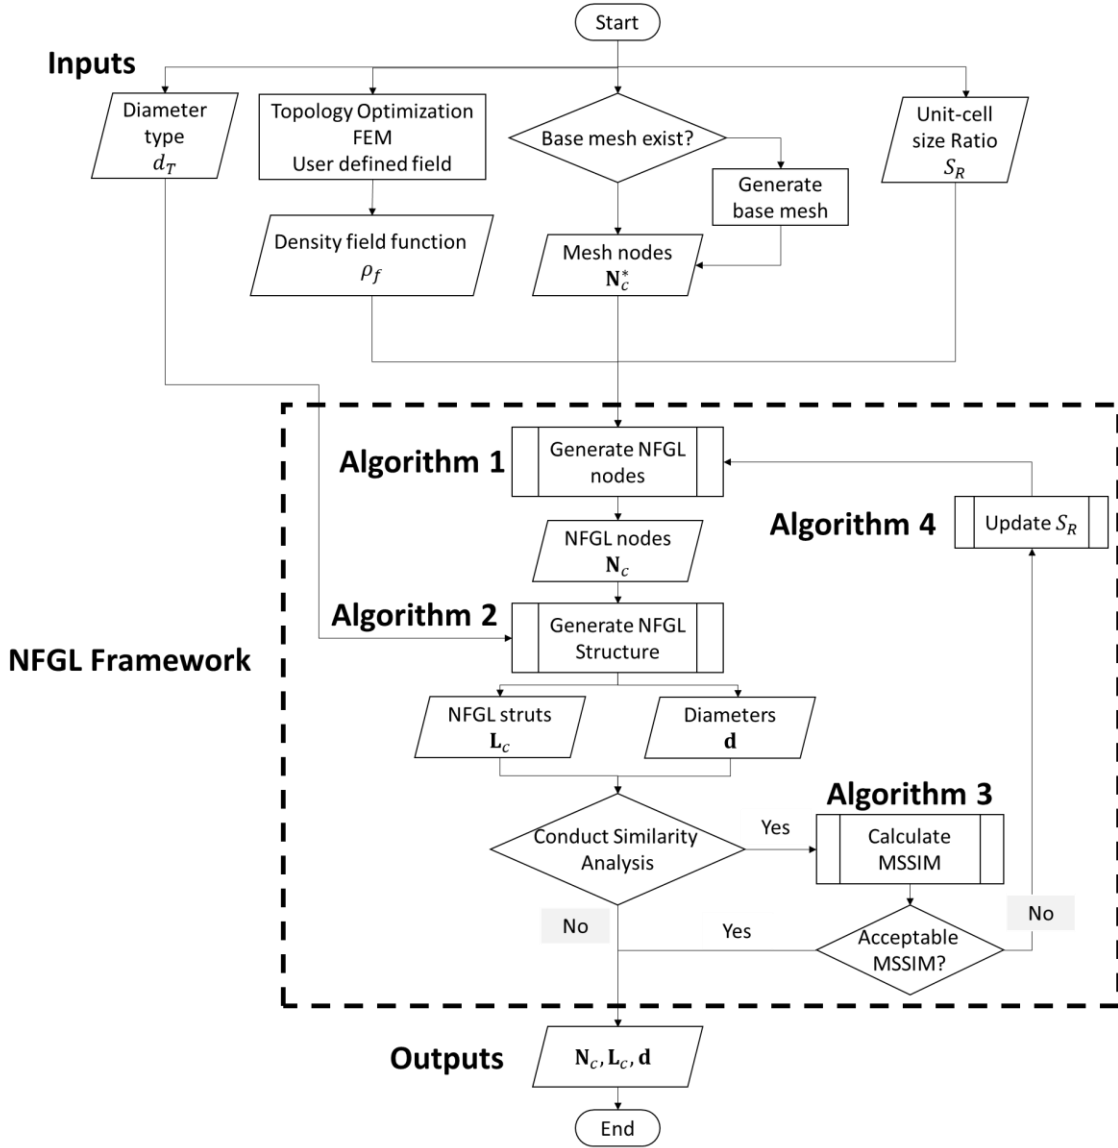 Start
Inputs
Diameter
type
d_T
Topology Optimization
FEM
User defined field
Base mesh exist?
Unit-cell
size Ratio
S_R
Generate
base mesh
Density field function
ρ_f
Mesh nodes
N_c^*
Algorithm 1
Generate NFGL
nodes
Algorithm 4
Update S_R
NFGL nodes
N_c
Algorithm 2
Generate NFGL
Structure
NFGL Framework
NFGL struts
L_c
Diameters
d
Algorithm 3
Conduct Similarity
Analysis
Yes
Calculate
MSSIM
No
Yes
Acceptable
MSSIM?
No
Outputs
N_c, L_c, d
End